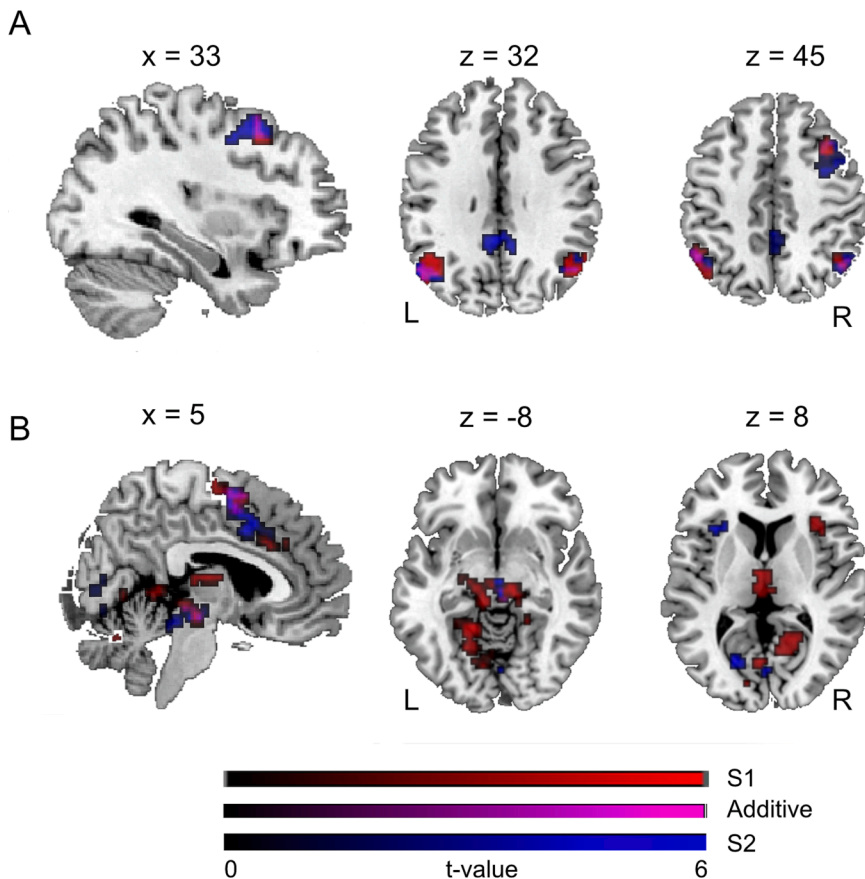 A
x = 33
z = 32
z = 45
L
R
B
x = 5
z = -8
z = 8
L
R
S1
Additive
S2
0
t-value
6